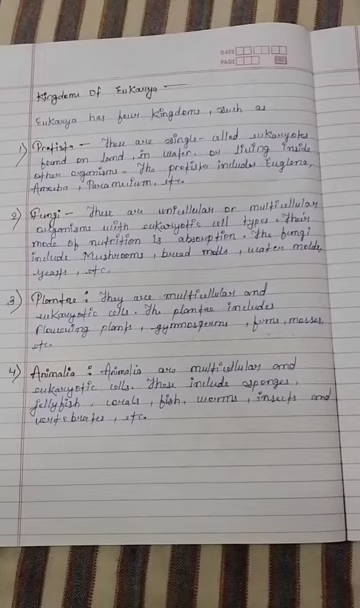 DATE
PAGE
Kingdoms Of Eukarya —
Eukarya has four kingdoms, such as
1) Protista - These are single-celled eukaryotes
found on land, in water, or living inside
other organisms. The protista includes Euglena,
Amoeba, Paramecium, etc.
2) Fungi - These are unicellular or multicellular
organisms with eukaryotic cell types. Their
mode of nutrition is absorption. The fungi
include Mushrooms, bread molds, water molds,
yeasts, etc.
3) Plantae : They are multicellular and
eukaryotic cells. The plantae includes
flowering plants, gymnosperms, ferns, mosses,
etc.
4) Animalia : Animalia are multicellular and
eukaryotic cells. These include sponges,
jellyfish, corals, fish, worms, insects and
vertebrates, etc.